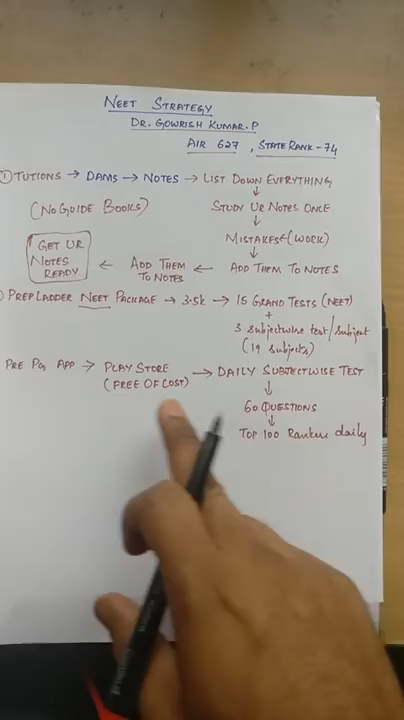 NEET STRATEGY
DR. GOWRISH KUMAR.P
AIR 627, STATE RANK-74
① TUTIONS → DAMS → NOTES → LIST DOWN EVERYTHING
↓
(NO GUIDE BOOKS) STUDY UR NOTES ONCE
↓
MISTAKES ← (WORK)
↓
GET UR NOTES READY ← ADD THEM TO NOTES ← ADD THEM TO NOTES
PREPLADDER NEET PACKAGE → 3.5k → 15 GRAND TESTS (NEET)
+
3 subjectwise test/subject
(19 subjects)
PRE PG APP → PLAYSTORE → DAILY SUBJECTWISE TEST
(FREE OF COST) ↓
60 QUESTIONS
↓
TOP 100 Rankers daily